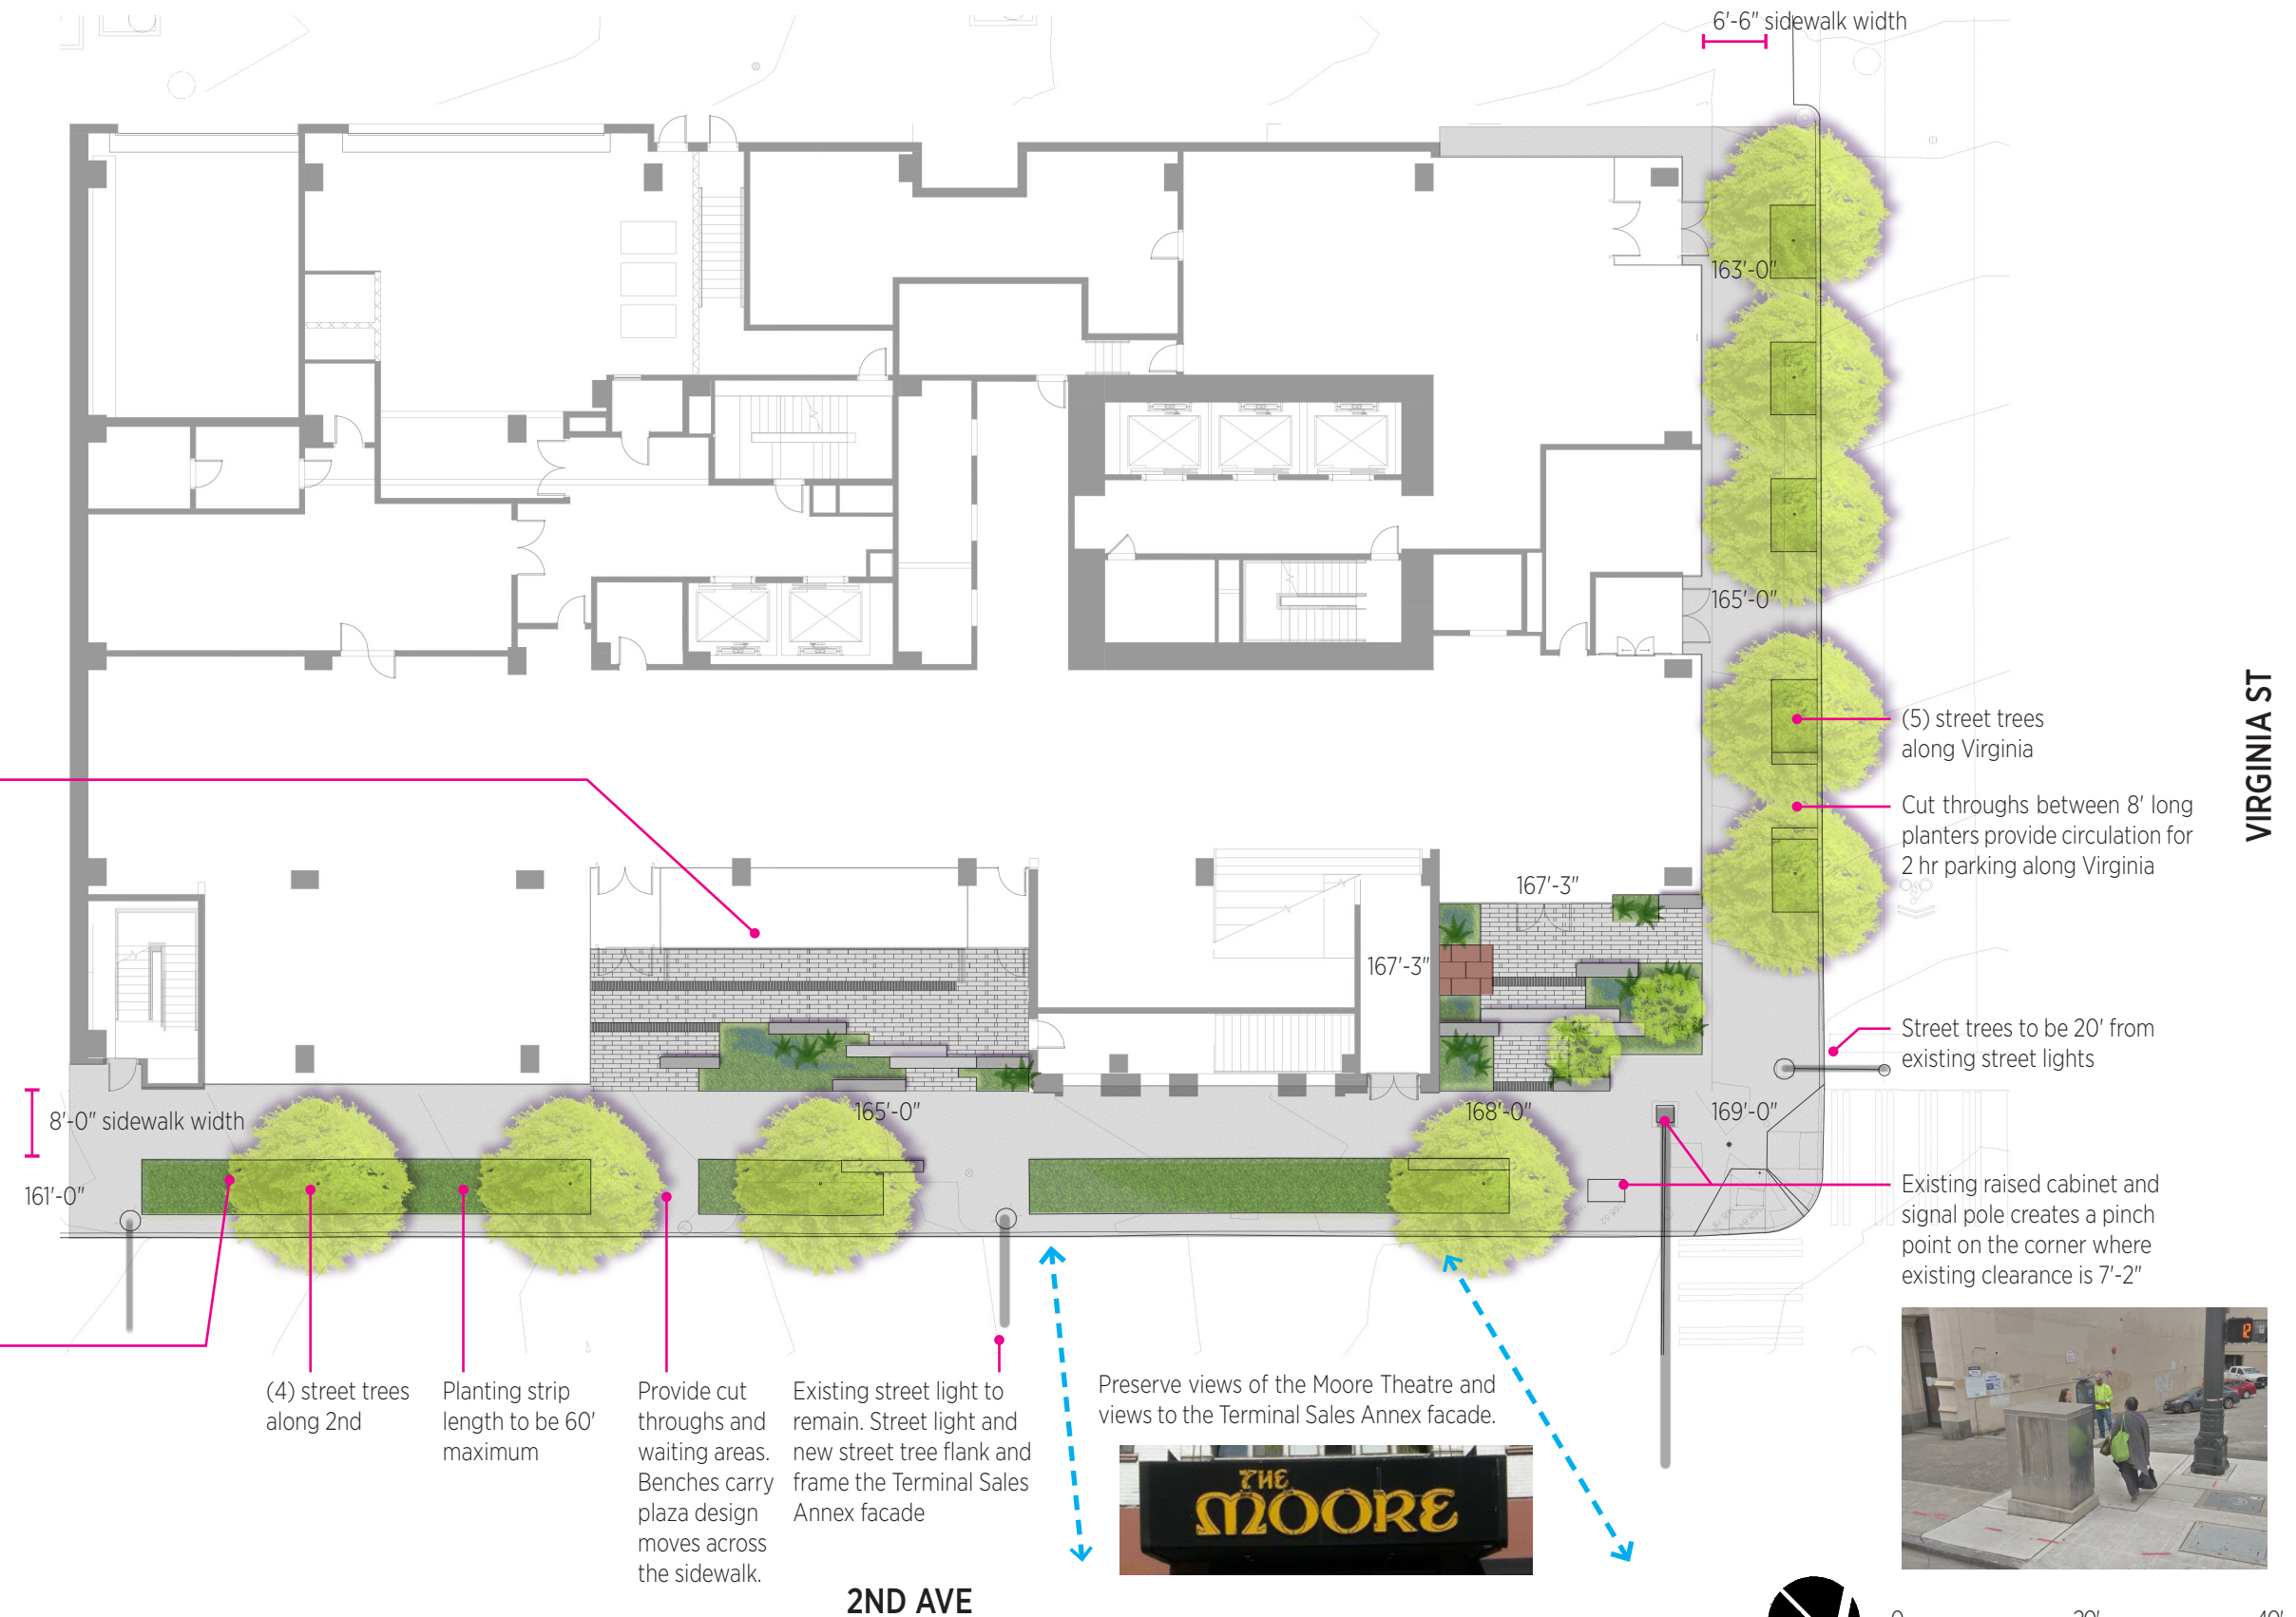 6'-6" sidewalk width
163'-0"
165'-0"
VIRGINIA ST
(5) street trees
along Virginia
Cut throughs between 8' long
planters provide circulation for
2 hr parking along Virginia
167'-3"
167'-3"
Street trees to be 20' from
existing street lights
8'-0" sidewalk width
165'-0"
168'-0"
169'-0"
161'-0"
Existing raised cabinet and
signal pole creates a pinch
point on the corner where
existing clearance is 7'-2"
(4) street trees
along 2nd
Planting strip
length to be 60'
maximum
Provide cut
throughs and
waiting areas.
Benches carry
plaza design
moves across
the sidewalk.
Existing street light to
remain. Street light and
new street tree flank and
frame the Terminal Sales
Annex facade
Preserve views of the Moore Theatre and
views to the Terminal Sales Annex facade.
THE
MOORE
12
2ND AVE
0 20' 40'